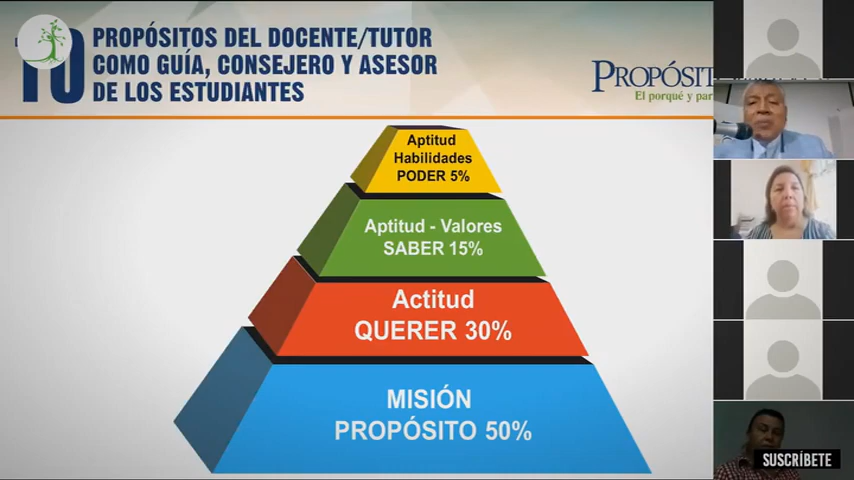 10 PROPÓSITOS DEL DOCENTE/TUTOR
COMO GUÍA, CONSEJERO Y ASESOR
DE LOS ESTUDIANTES
PROPÓSIT
El porqué y par
Aptitud
Habilidades
PODER 5%
Aptitud - Valores
SABER 15%
Actitud
QUERER 30%
MISIÓN
PROPÓSITO 50%
SUSCRÍBETE